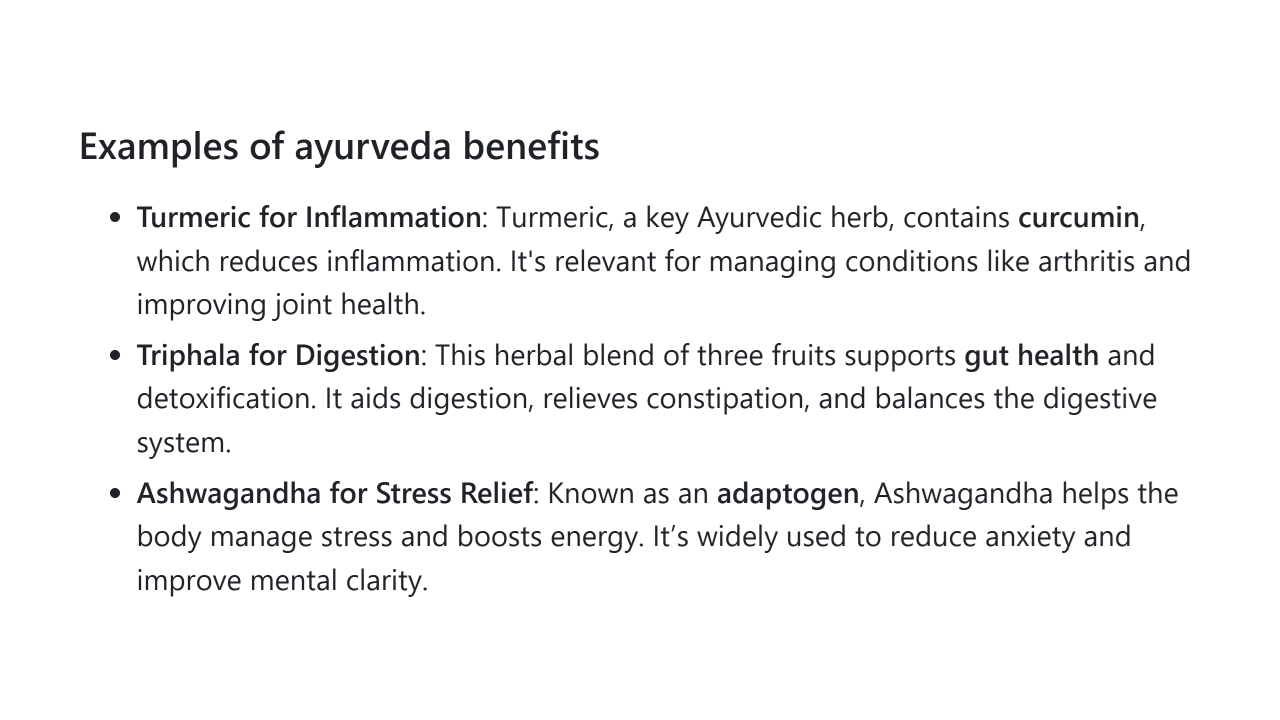 Examples of ayurveda benefits
• Turmeric for Inflammation: Turmeric, a key Ayurvedic herb, contains curcumin,
which reduces inflammation. It's relevant for managing conditions like arthritis and
improving joint health.
• Triphala for Digestion: This herbal blend of three fruits supports gut health and
detoxification. It aids digestion, relieves constipation, and balances the digestive
system.
• Ashwagandha for Stress Relief: Known as an adaptogen, Ashwagandha helps the
body manage stress and boosts energy. It’s widely used to reduce anxiety and
improve mental clarity.